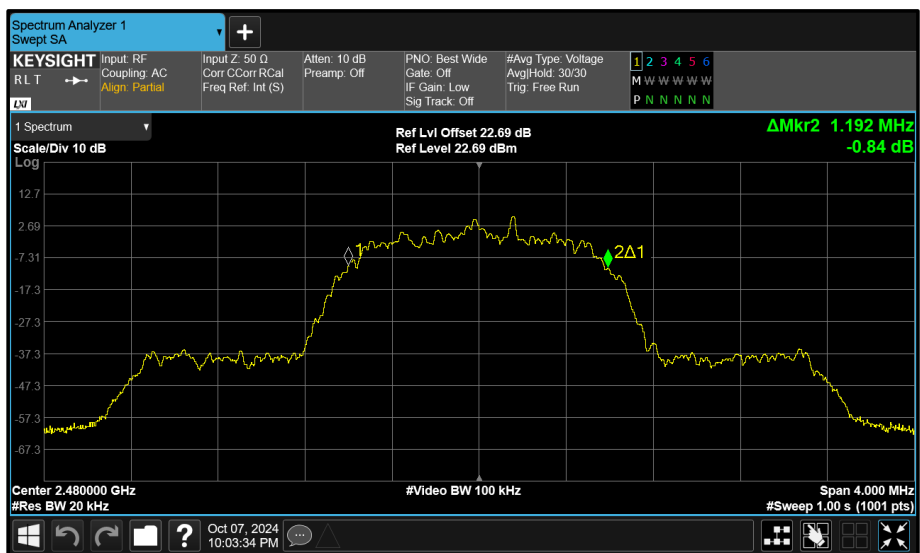 Spectrum Analyzer 1
Swept SA
KEYSIGHT
R L T
LXI
Input: RF
Coupling: AC
Align: Partial
Input Z: 50 Ω
Corr CCorr RCal
Freq Ref: Int (S)
Atten: 10 dB
Preamp: Off
PNO: Best Wide
Gate: Off
IF Gain: Low
Sig Track: Off
#Avg Type: Voltage
Avg|Hold: 30/30
Trig: Free Run
1 2 3 4 5 6
M W W W W W
P N N N N N
1 Spectrum
Scale/Div 10 dB
Ref Lvl Offset 22.69 dB
Ref Level 22.69 dBm
ΔMkr2 1.192 MHz
-0.84 dB
Log
12.7
2.69
-7.31
-17.3
-27.3
-37.3
-47.3
-57.3
-67.3
1
2Δ1
Center 2.480000 GHz
#Res BW 20 kHz
#Video BW 100 kHz
Span 4.000 MHz
#Sweep 1.00 s (1001 pts)
?
Oct 07, 2024
10:03:34 PM